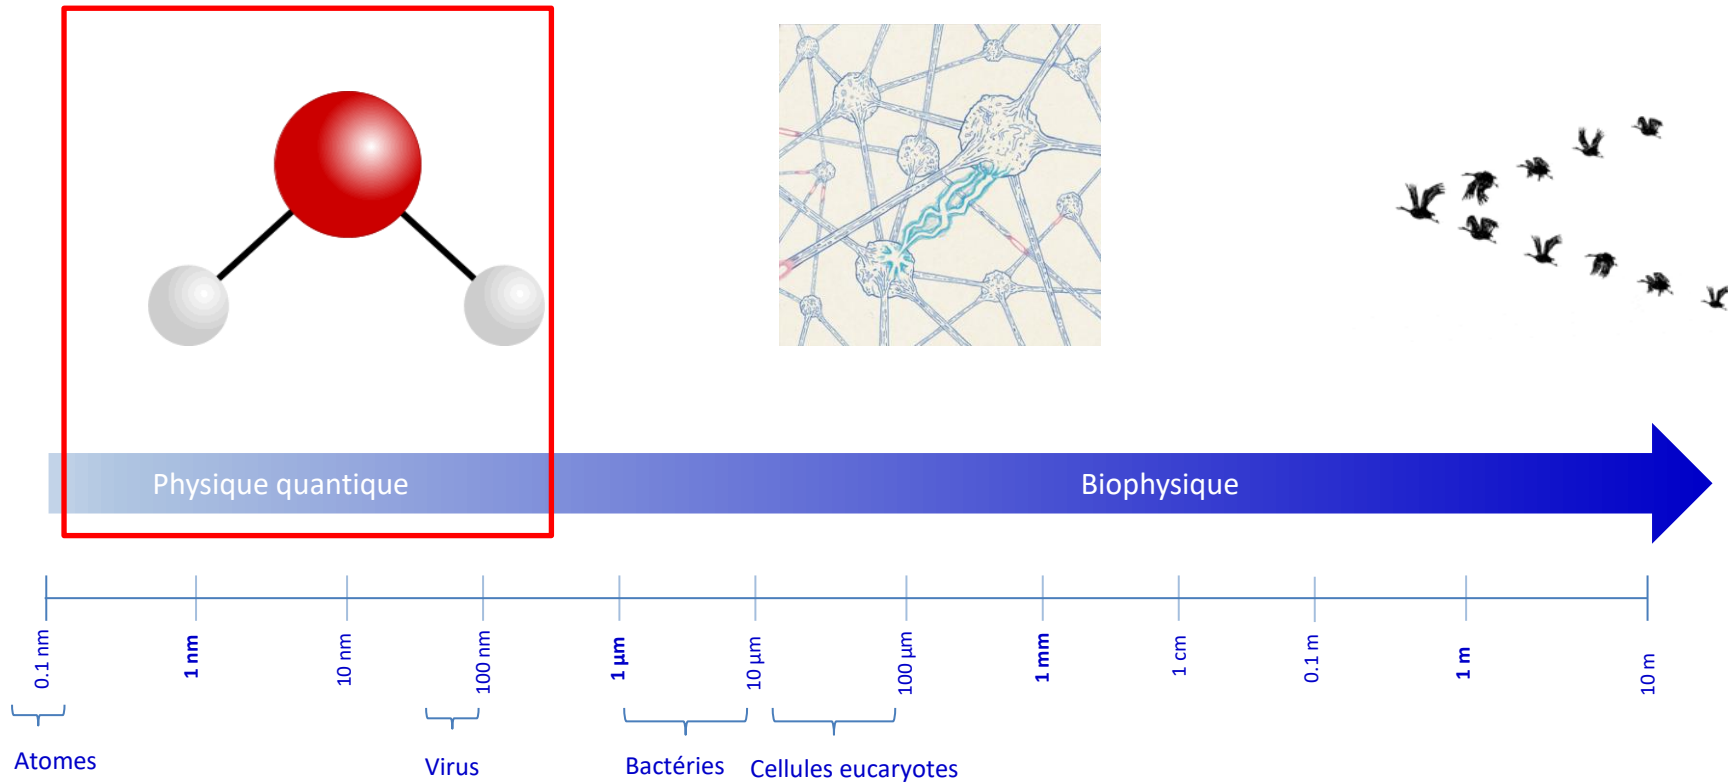 Physique quantique
Biophysique
0.1 nm
1 nm
10 nm
100 nm
1 µm
10 µm
100 µm
1 mm
1 cm
0.1 m
1 m
10 m
Atomes
Virus
Bactéries
Cellules eucaryotes